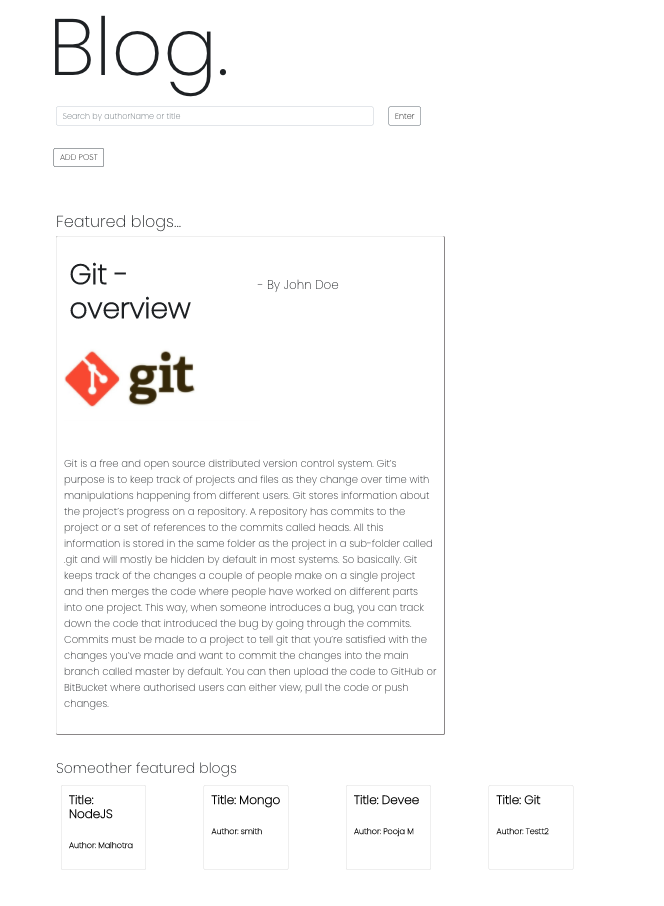 Blog.
Search by authorName or title
Enter
ADD POST
Featured blogs...
Git -
overview
- By John Doe
git
Git is a free and open source distributed version control system. Git's
purpose is to keep track of projects and files as they change over time with
manipulations happening from different users. Git stores information about
the project's progress on a repository. A repository has commits to the
project or a set of references to the commits called heads. All this
information is stored in the same folder as the project in a sub-folder called
.git and will mostly be hidden by default in most systems. So basically. Git
keeps track of the changes a couple of people make on a single project
and then merges the code where people have worked on different parts
into one project. This way, when someone introduces a bug, you can track
down the code that introduced the bug by going through the commits.
Commits must be made to a project to tell git that you're satisfied with the
changes you've made and want to commit the changes into the main
branch called master by default. You can then upload the code to GitHub or
BitBucket where authorised users can either view, pull the code or push
changes.
Someother featured blogs
Title:
NodeJS
Author: Malhotra
Title: Mongo
Author: smith
Title: Devee
Author: Pooja M
Title: Git
Author: Testt2